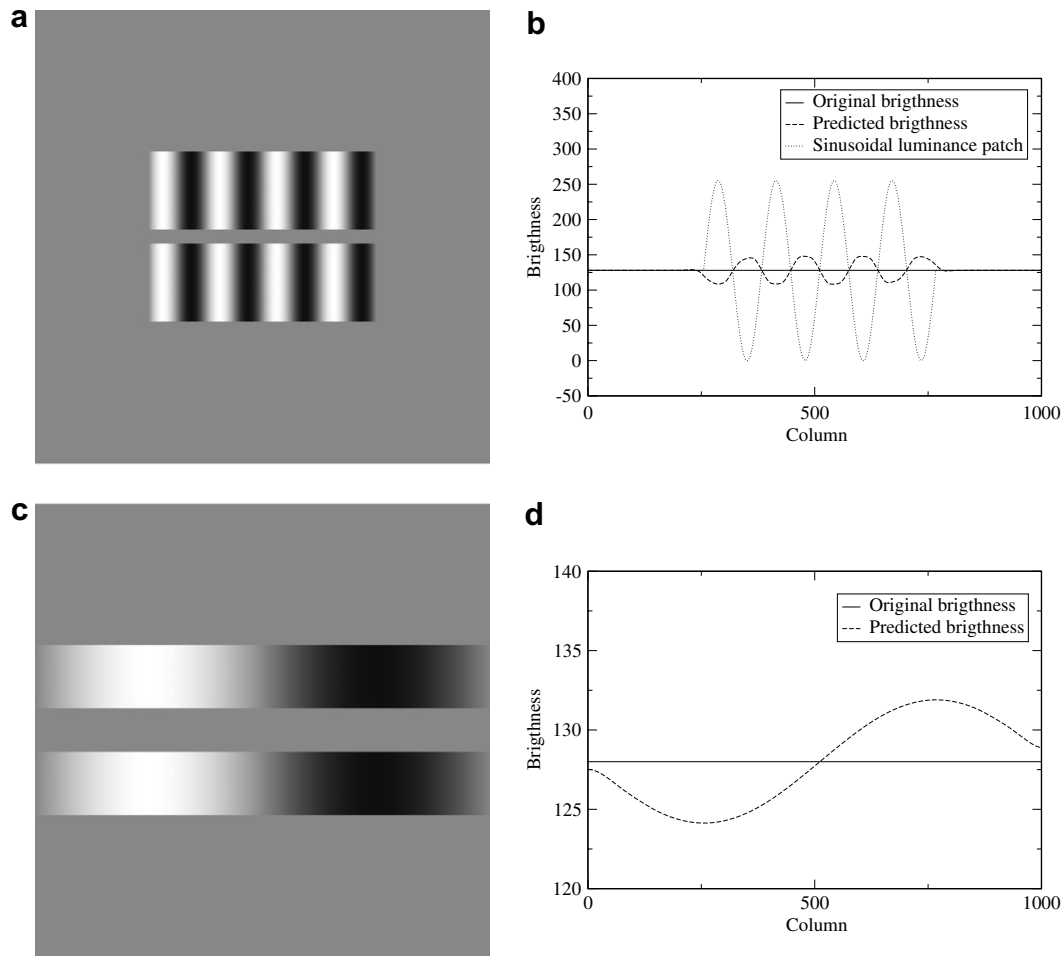 a
b
400
350
300
250
200
150
100
50
0
-50
Brigthness
Original brigthness
Predicted brigthness
Sinusoidal luminance patch
0
500
1000
Column
c
d
140
135
130
125
120
Brigthness
Original brigthness
Predicted brigthness
0
500
1000
Column